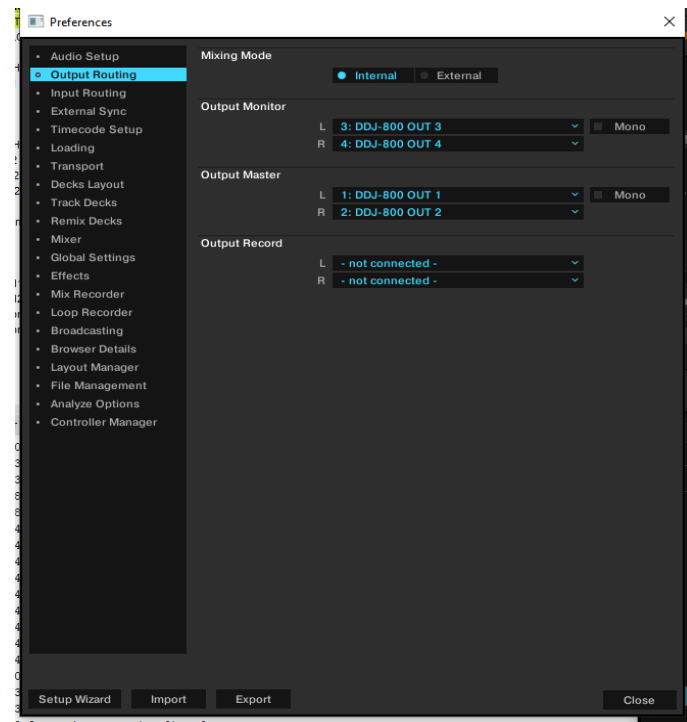 Preferences
Audio Setup
Output Routing
Input Routing
External Sync
Timecode Setup
Loading
Transport
Decks Layout
Track Decks
Remix Decks
Mixer
Global Settings
Effects
Mix Recorder
Loop Recorder
Broadcasting
Browser Details
Layout Manager
File Management
Analyze Options
Controller Manager
Mixing Mode
Internal External
Output Monitor
L 3: DDJ-800 OUT 3 Mono
R 4: DDJ-800 OUT 4
Output Master
L 1: DDJ-800 OUT 1 Mono
R 2: DDJ-800 OUT 2
Output Record
L - not connected -
R - not connected -
Setup Wizard Import Export Close